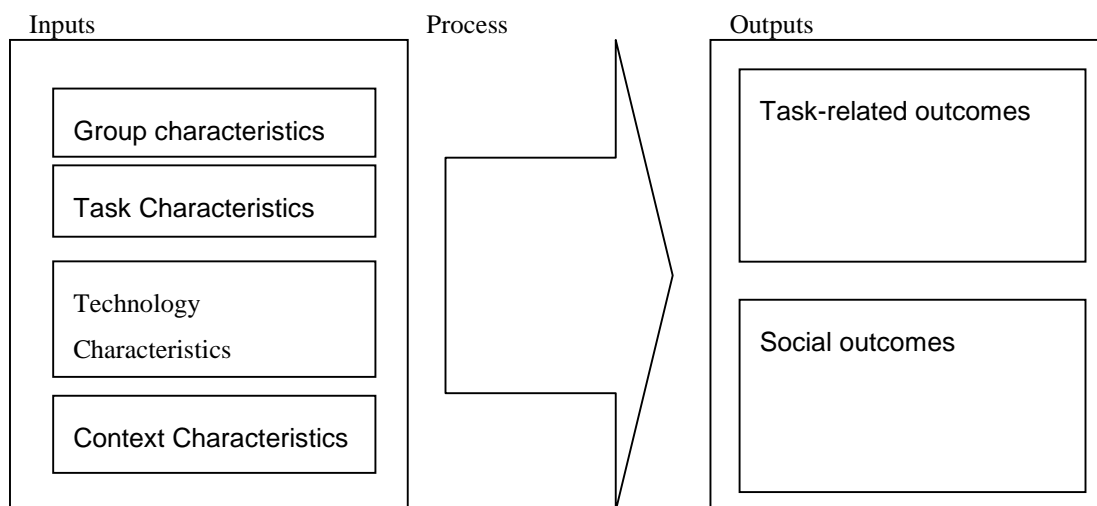 Inputs
Process
Outputs
Group characteristics
Task Characteristics
Technology
Characteristics
Context Characteristics
Task-related outcomes
Social outcomes